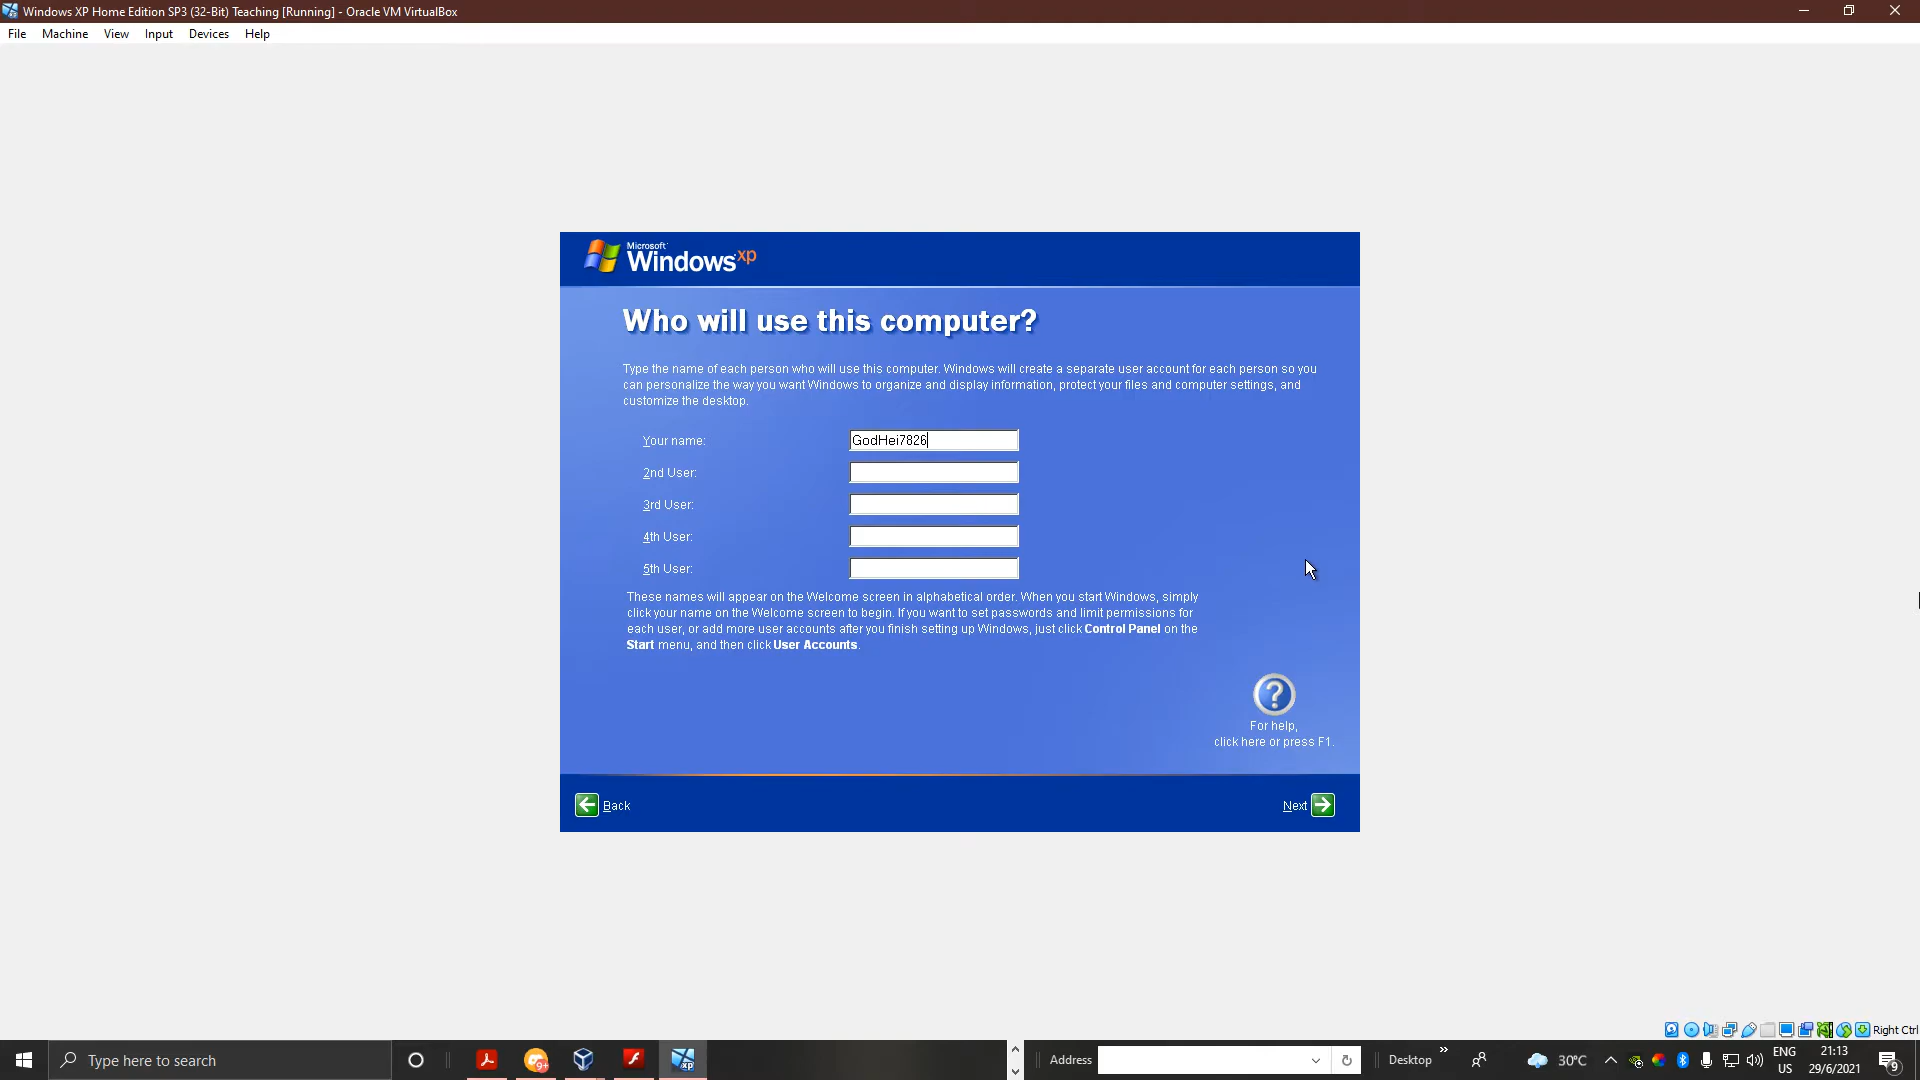 Windows XP Home Edition SP3 (32-Bit) Teaching [Running] - Oracle VM VirtualBox
File Machine View Input Devices Help
Microsoft
Windows xp
Who will use this computer?
Type the name of each person who will use this computer. Windows will create a separate user account for each person so you
can personalize the way you want Windows to organize and display information, protect your files and computer settings, and
customize the desktop.
Your name: GodHei7826
2nd User:
3rd User:
4th User:
5th User:
These names will appear on the Welcome screen in alphabetical order. When you start Windows, simply
click your name on the Welcome screen to begin. If you want to set passwords and limit permissions for
each user, or add more user accounts after you finish setting up Windows, just click Control Panel on the
Start menu, and then click User Accounts.
For help,
click here or press F1.
Back
Next
Right Ctrl
Type here to search
9+
xp
Address
Desktop
30°C
ENG
US
21:13
29/6/2021
9